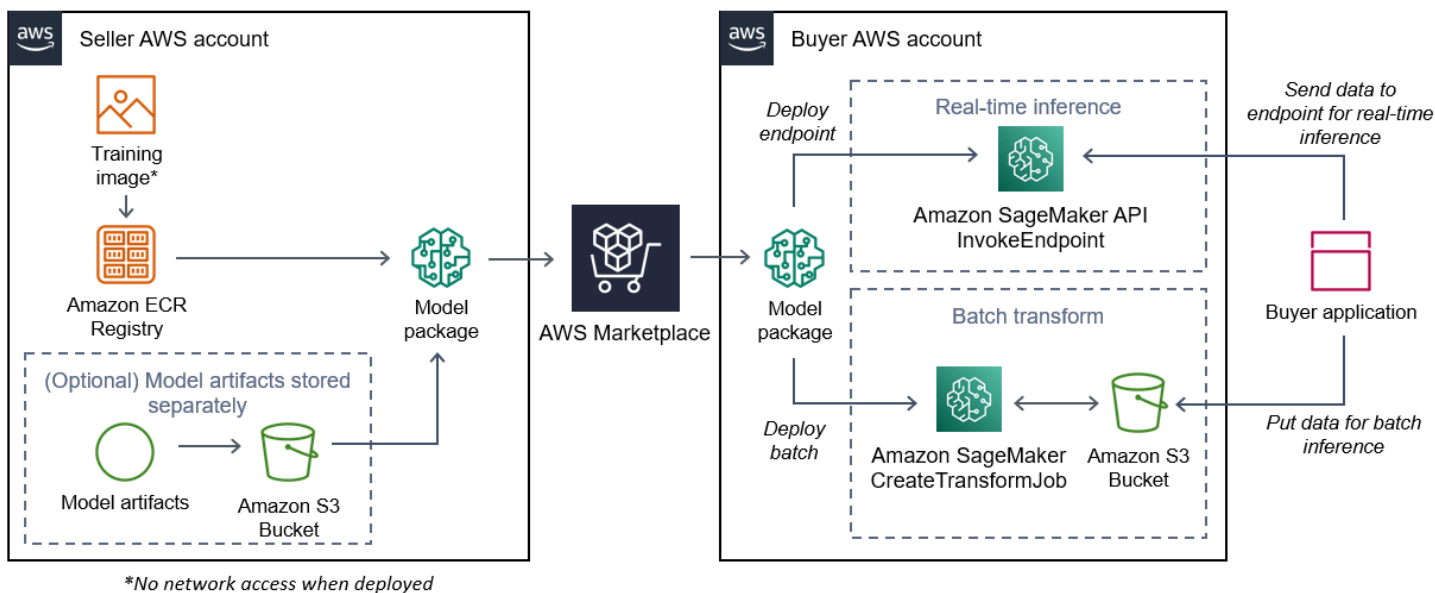 aws
Seller AWS account
Training
image*
Amazon ECR
Registry
(Optional) Model artifacts stored
separately
Model artifacts
Amazon S3
Bucket
Model
package
*No network access when deployed
AWS Marketplace
aws
Buyer AWS account
Deploy
endpoint
Model
package
Deploy
batch
Real-time inference
Amazon SageMaker API
InvokeEndpoint
Batch transform
Amazon SageMaker
CreateTransformJob
Amazon S3
Bucket
Send data to
endpoint for real-time
inference
Buyer application
Put data for batch
inference